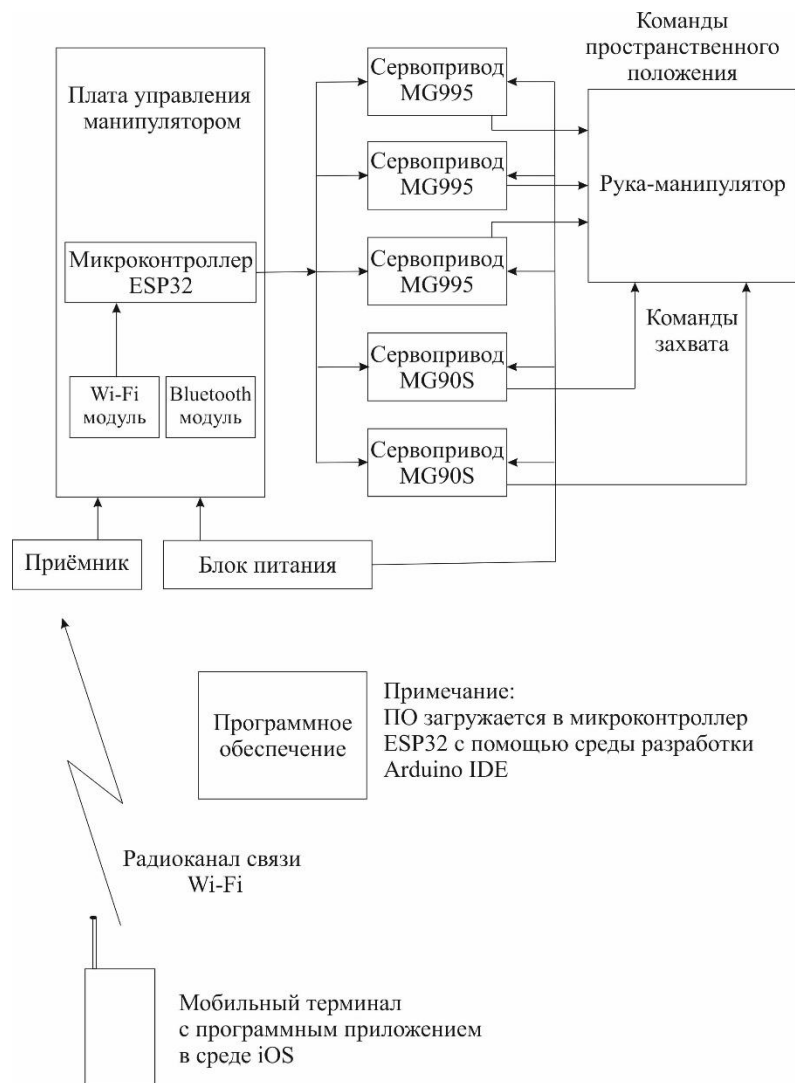 Плата управления
манипулятором
Микроконтроллер
ESP32
Wi-Fi
модуль
Bluetooth
модуль
Сервопривод
MG995
Сервопривод
MG995
Сервопривод
MG995
Сервопривод
MG90S
Сервопривод
MG90S
Команды
пространственного
положения
Рука-манипулятор
Команды
захвата
Приёмник
Блок питания
Программное
обеспечение
Примечание:
ПО загружается в микроконтроллер
ESP32 с помощью среды разработки
Arduino IDE
Радиоканал связи
Wi-Fi
Мобильный терминал
с программным приложением
в среде iOS